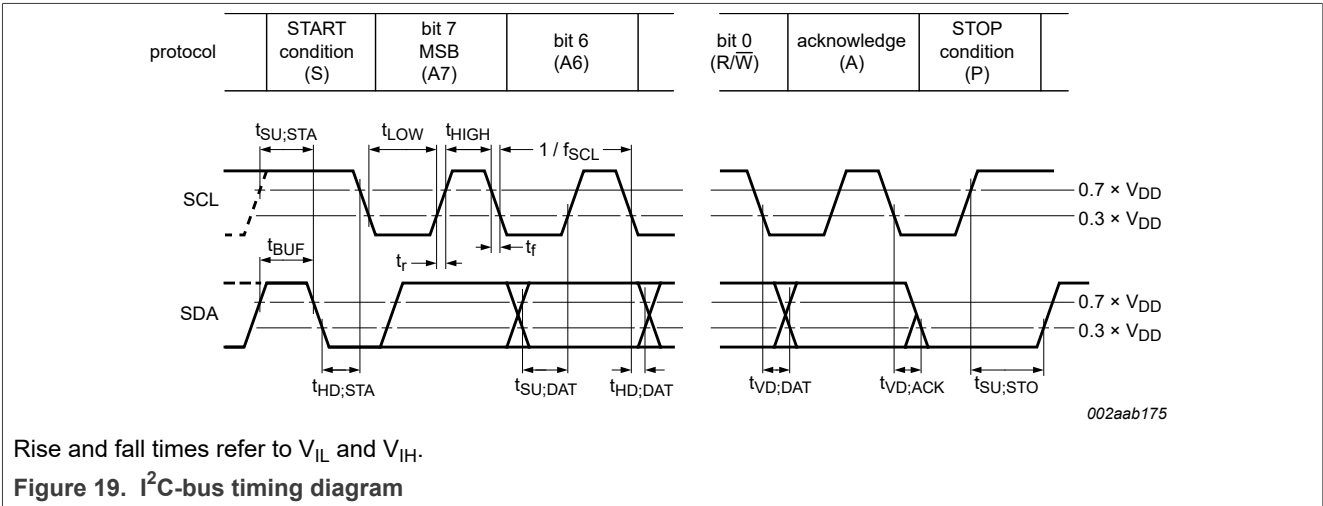 protocol
START
condition
(S)
bit 7
MSB
(A7)
bit 6
(A6)
bit 0
(R/W̅)
acknowledge
(A)
STOP
condition
(P)
tSU;STA
tLOW
tHIGH
1 / fSCL
SCL
0.7 × VDD
0.3 × VDD
tBUF
tr
tf
SDA
0.7 × VDD
0.3 × VDD
tHD;STA
tSU;DAT
tHD;DAT
tVD;DAT
tVD;ACK
tSU;STO
002aab175
Rise and fall times refer to VIL and VIH.
Figure 19. I²C-bus timing diagram